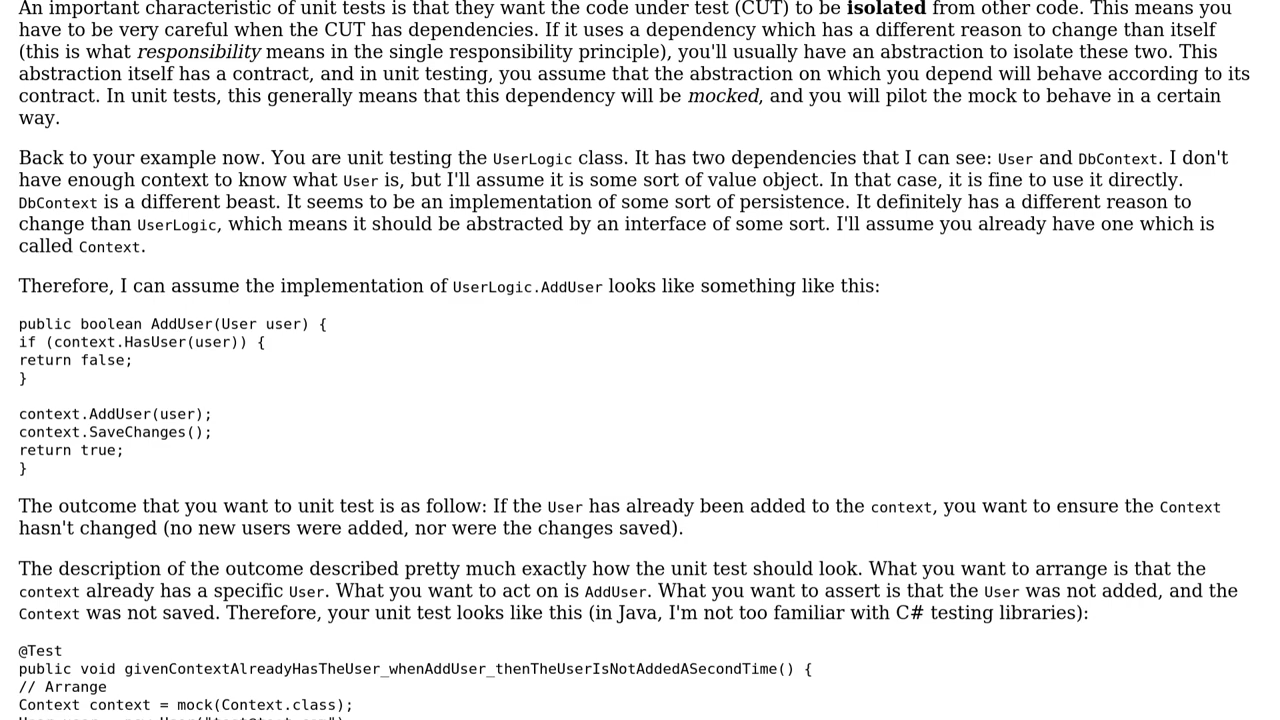 An important characteristic of unit tests is that they want the code under test (CUT) to be isolated from other code. This means you
have to be very careful when the CUT has dependencies. If it uses a dependency which has a different reason to change than itself
(this is what responsibility means in the single responsibility principle), you'll usually have an abstraction to isolate these two. This
abstraction itself has a contract, and in unit testing, you assume that the abstraction on which you depend will behave according to its
contract. In unit tests, this generally means that this dependency will be mocked, and you will pilot the mock to behave in a certain
way.
Back to your example now. You are unit testing the UserLogic class. It has two dependencies that I can see: User and DbContext. I don't
have enough context to know what User is, but I'll assume it is some sort of value object. In that case, it is fine to use it directly.
DbContext is a different beast. It seems to be an implementation of some sort of persistence. It definitely has a different reason to
change than UserLogic, which means it should be abstracted by an interface of some sort. I'll assume you already have one which is
called Context.
Therefore, I can assume the implementation of UserLogic.AddUser looks like something like this:
public boolean AddUser(User user) {
if (context.HasUser(user)) {
return false;
}
context.AddUser(user);
context.SaveChanges();
return true;
}
The outcome that you want to unit test is as follow: If the User has already been added to the context, you want to ensure the Context
hasn't changed (no new users were added, nor were the changes saved).
The description of the outcome described pretty much exactly how the unit test should look. What you want to arrange is that the
context already has a specific User. What you want to act on is AddUser. What you want to assert is that the User was not added, and the
Context was not saved. Therefore, your unit test looks like this (in Java, I'm not too familiar with C# testing libraries):
@Test
public void givenContextAlreadyHasTheUser_whenAddUser_thenTheUserIsNotAddedASecondTime() {
// Arrange
Context context = mock(Context.class);